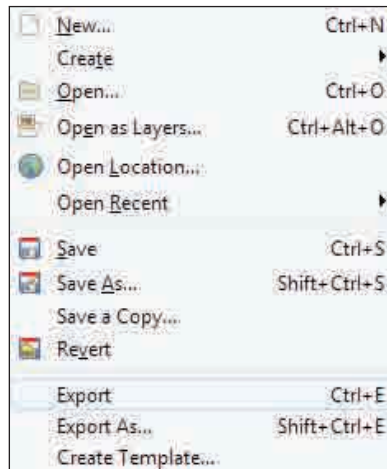 New... Ctrl+N
Create
Open... Ctrl+O
Open as Layers... Ctrl+Alt+O
Open Location...
Open Recent
Save Ctrl+S
Save As... Shift+Ctrl+S
Save a Copy...
Revert
Export Ctrl+E
Export As... Shift+Ctrl+E
Create Template...